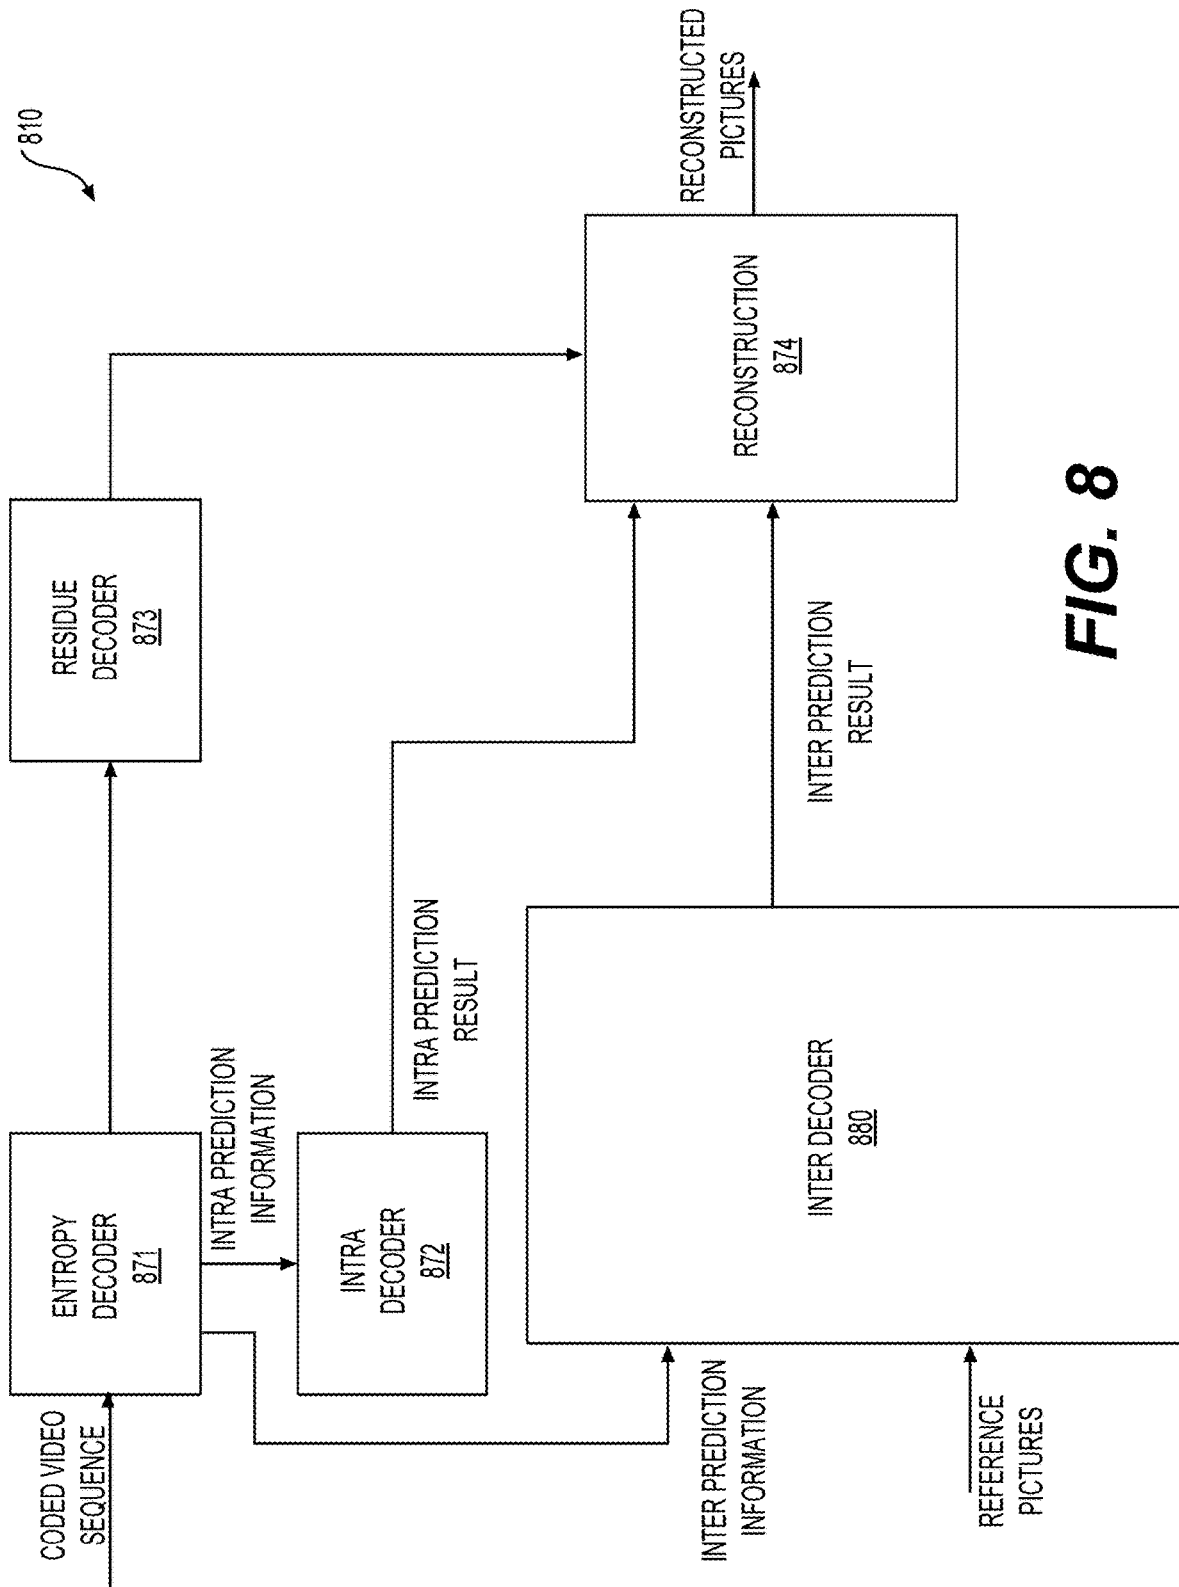 810
CODED VIDEO
SEQUENCE
ENTROPY
DECODER
871
RESIDUE
DECODER
873
INTRA PREDICTION
INFORMATION
INTRA
DECODER
872
INTRA PREDICTION
RESULT
INTER PREDICTION
INFORMATION
REFERENCE
PICTURES
INTER DECODER
880
INTER PREDICTION
RESULT
RECONSTRUCTION
874
RECONSTRUCTED
PICTURES
FIG. 8